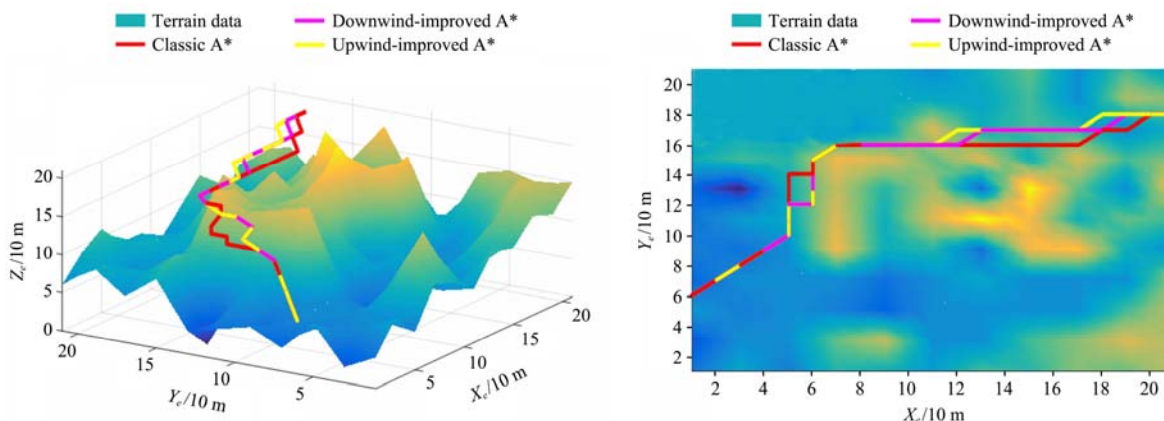 Terrain data
Downwind-improved A*
Classic A*
Upwind-improved A*
20
15
10
5
0
Z_e/10 m
20
15
10
5
Y_e/10 m
5
10
15
20
X_e/10 m
Terrain data
Downwind-improved A*
Classic A*
Upwind-improved A*
20
18
16
14
12
10
8
6
4
2
Y_e/10 m
2
4
6
8
10
12
14
16
18
20
X_e/10 m